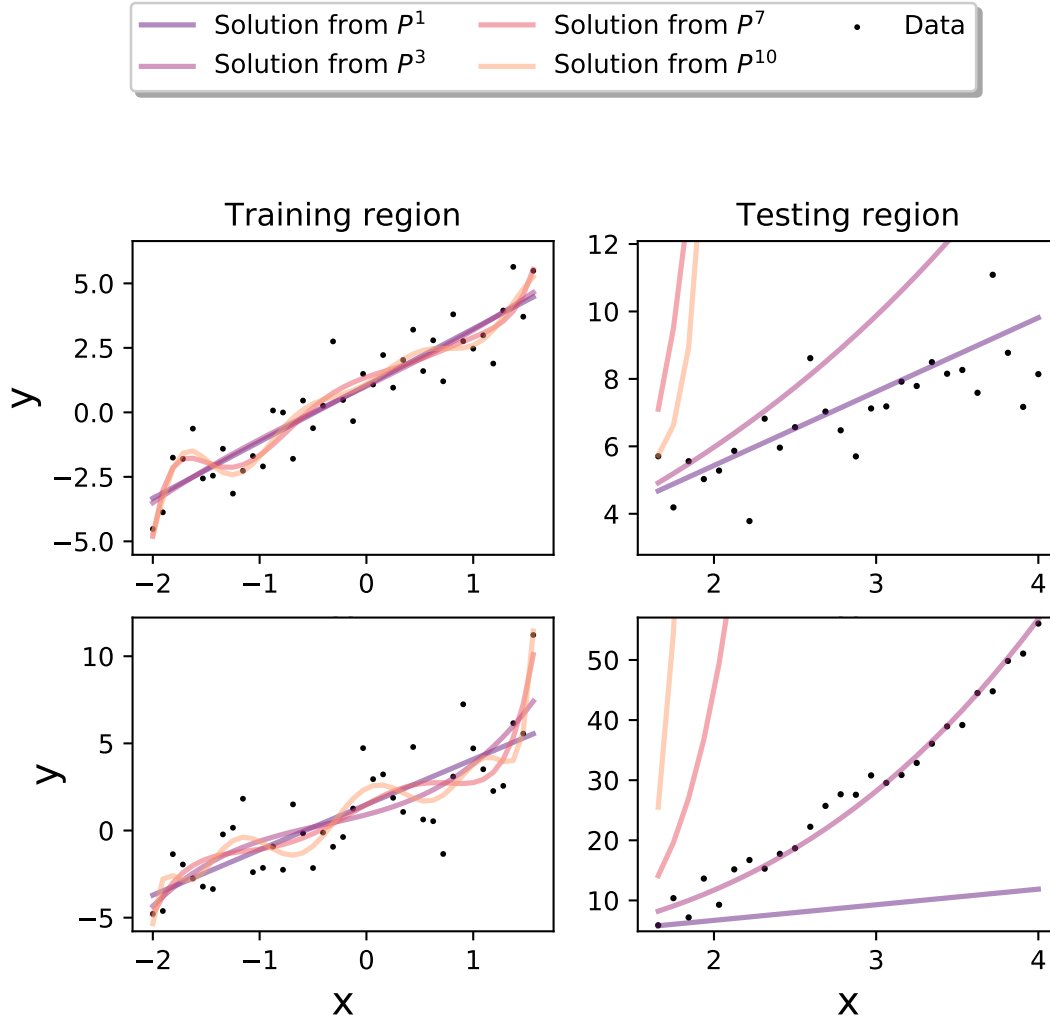 Solution from P¹ Solution from P⁷ Data
Solution from P³ Solution from P¹⁰
Training region Testing region
y
5.0
2.5
0.0
−2.5
−5.0
−2 −1 0 1
12
10
8
6
4
2 3 4
y
10
5
0
−5
−2 −1 0 1
x
50
40
30
20
10
2 3 4
x